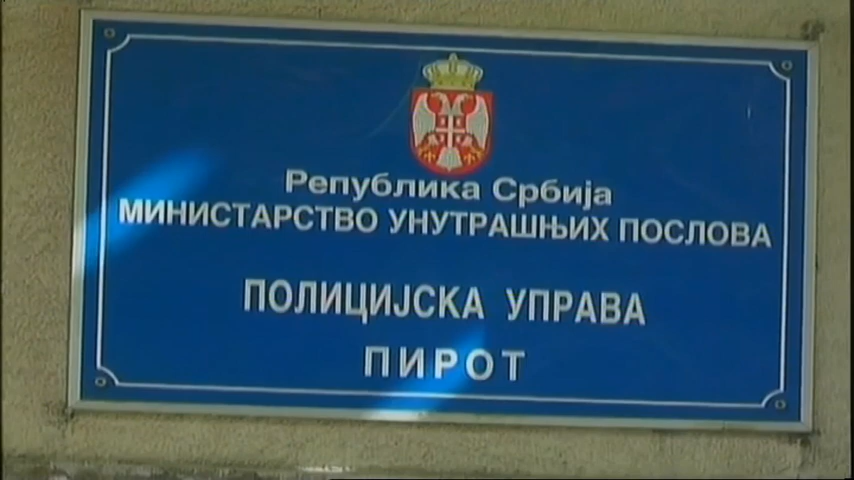 Република Србија
МИНИСТАРСТВО УНУТРАШЊИХ ПОСЛОВА
ПОЛИЦИЈСКА УПРАВА
ПИРОТ